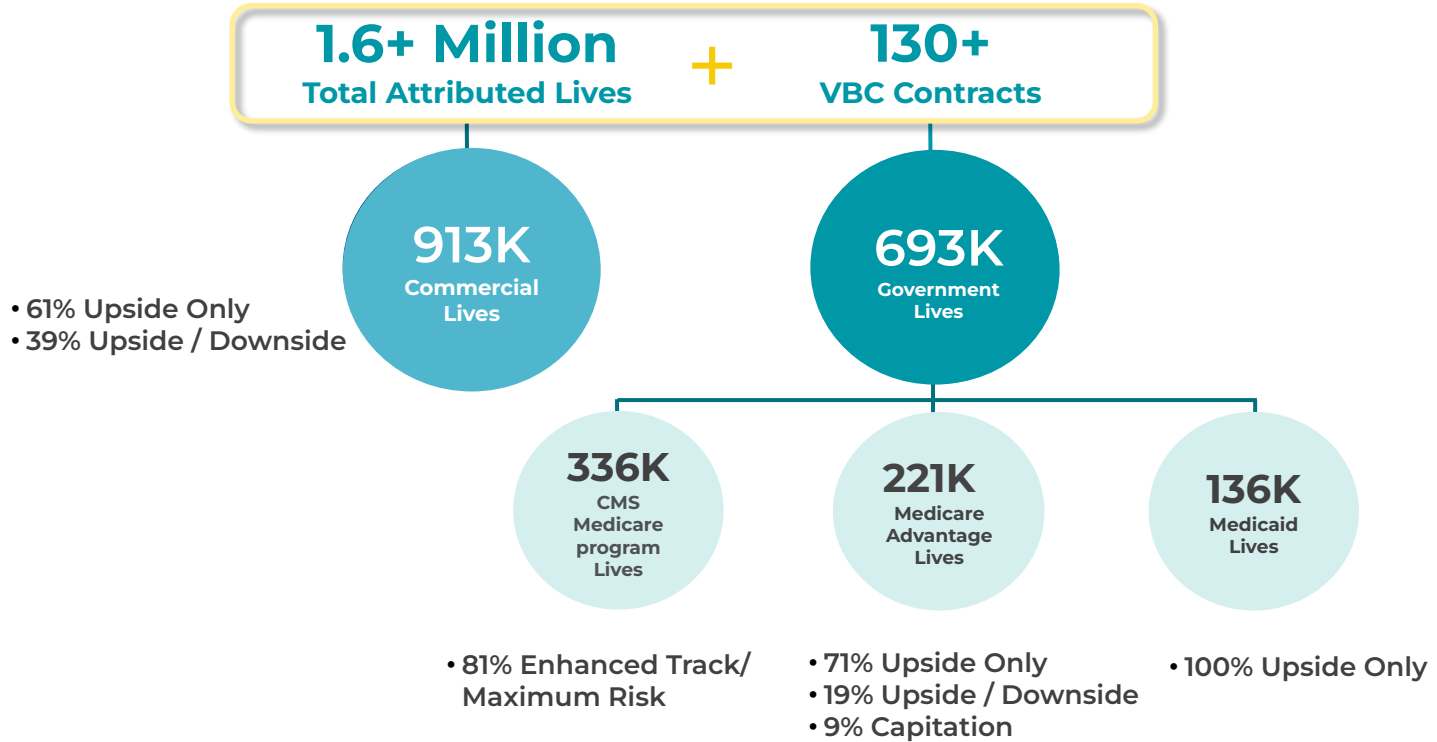 1.6+ Million
Total Attributed Lives
+
130+
VBC Contracts
913K
Commercial
Lives
• 61% Upside Only
• 39% Upside / Downside
693K
Government
Lives
336K
CMS
Medicare
program
Lives
• 81% Enhanced Track/
Maximum Risk
221K
Medicare
Advantage
Lives
• 71% Upside Only
• 19% Upside / Downside
• 9% Capitation
136K
Medicaid
Lives
• 100% Upside Only